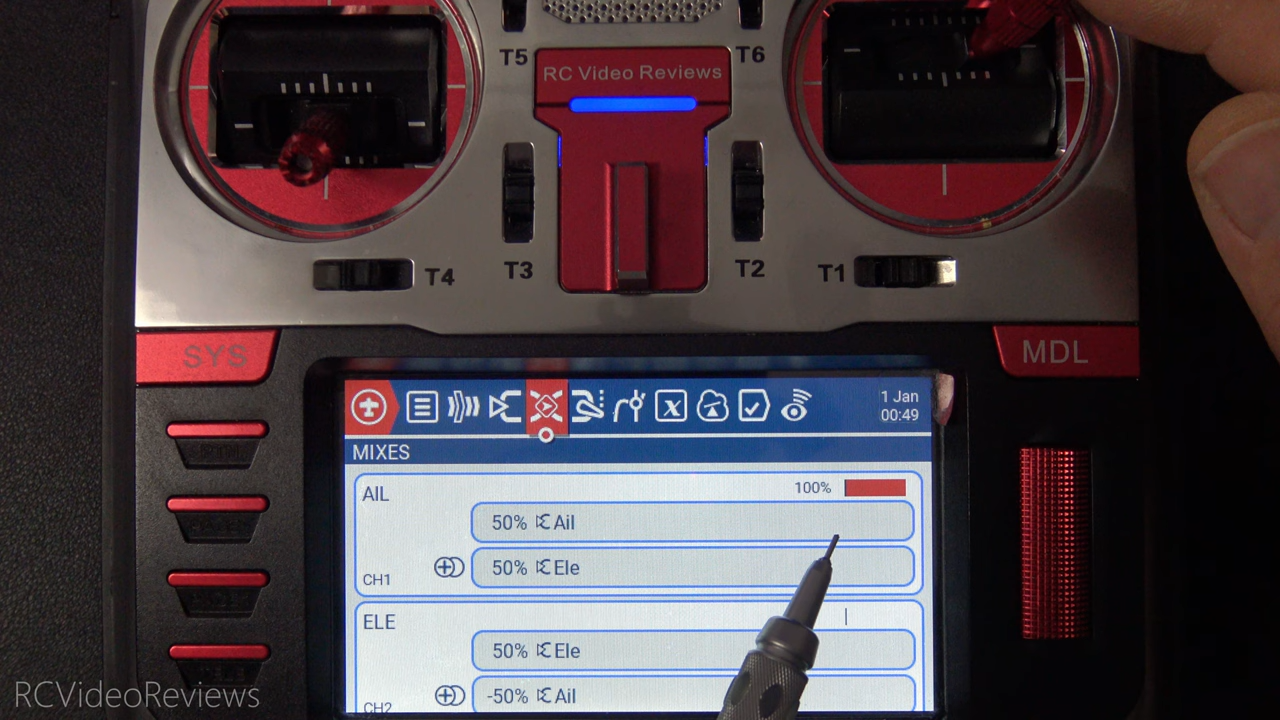 T5
T6
RC Video Reviews
T3
T2
T4
T1
SYS
MDL
1 Jan
00:49
MIXES
AIL
100%
50% Ail
CH1
50% Ele
ELE
50% Ele
CH2
-50% Ail
RCVideoReviews